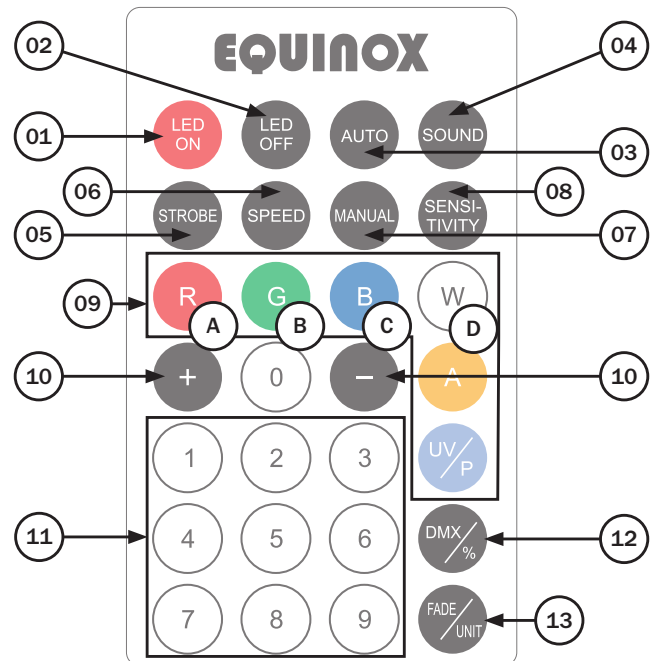 EQUINOX
02
04
01
LED ON
LED OFF
AUTO
SOUND
03
06
08
STROBE
SPEED
MANUAL
SENSI-
TIVITY
05
07
09
R
G
B
W
A
B
C
D
10
+
0
−
A
10
UV/P
1
2
3
11
4
5
6
DMX/%
12
7
8
9
FADE/UNIT
13